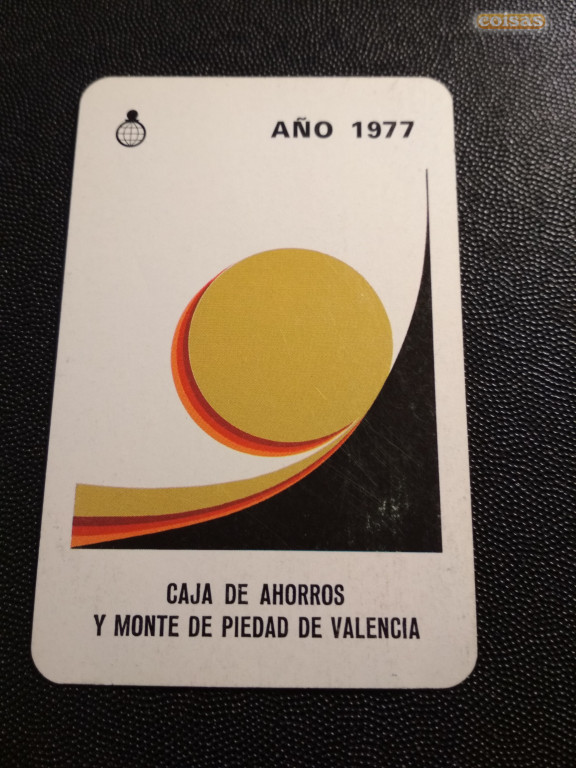 coisas
AÑO 1977
CAJA DE AHORROS
Y MONTE DE PIEDAD DE VALENCIA